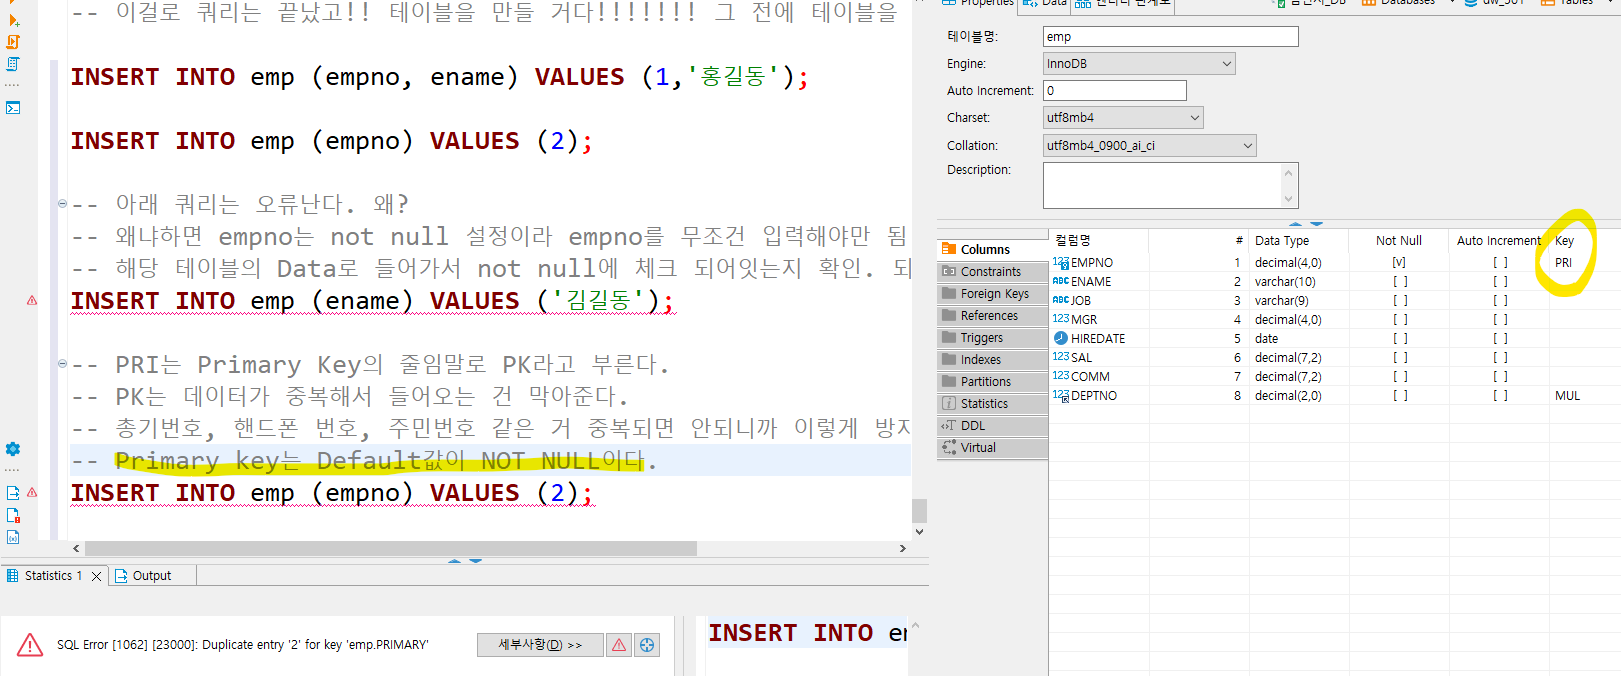 -- 이걸로 쿼리는 끝났고!! 테이블을 만들 거다!!!!!!! 그 전에 테이블을
INSERT INTO emp (empno, ename) VALUES (1,'홍길동');
INSERT INTO emp (empno) VALUES (2);
-- 아래 쿼리는 오류난다. 왜?
-- 왜냐하면 empno는 not null 설정이라 empno를 무조건 입력해야만 됨
-- 해당 테이블의 Data로 들어가서 not null에 체크 되어잇는지 확인. 되
INSERT INTO emp (ename) VALUES ('김길동');
-- PRI는 Primary Key의 줄임말로 PK라고 부른다.
-- PK는 데이터가 중복해서 들어오는 건 막아준다.
-- 총기번호, 핸드폰 번호, 주민번호 같은 거 중복되면 안되니까 이렇게 방지
-- Primary key는 Default값이 NOT NULL이다.
INSERT INTO emp (empno) VALUES (2);
Statistics 1
Output
SQL Error [1062] [23000]: Duplicate entry '2' for key 'emp.PRIMARY'
세부사항(D) >>
INSERT INTO em
Properties
Data
엔티티 관계도
Databases
Tables
테이블명:
emp
Engine:
InnoDB
Auto Increment:
0
Charset:
utf8mb4
Collation:
utf8mb4_0900_ai_ci
Description:
Columns
Constraints
Foreign Keys
References
Triggers
Indexes
Partitions
Statistics
DDL
Virtual
컬럼명 # Data Type Not Null Auto Increment Key
123 EMPNO 1 decimal(4,0) [v] [ ] PRI
ABC ENAME 2 varchar(10) [ ] [ ]
ABC JOB 3 varchar(9) [ ] [ ]
123 MGR 4 decimal(4,0) [ ] [ ]
HIREDATE 5 date [ ] [ ]
123 SAL 6 decimal(7,2) [ ] [ ]
123 COMM 7 decimal(7,2) [ ] [ ]
123 DEPTNO 8 decimal(2,0) [ ] [ ] MUL